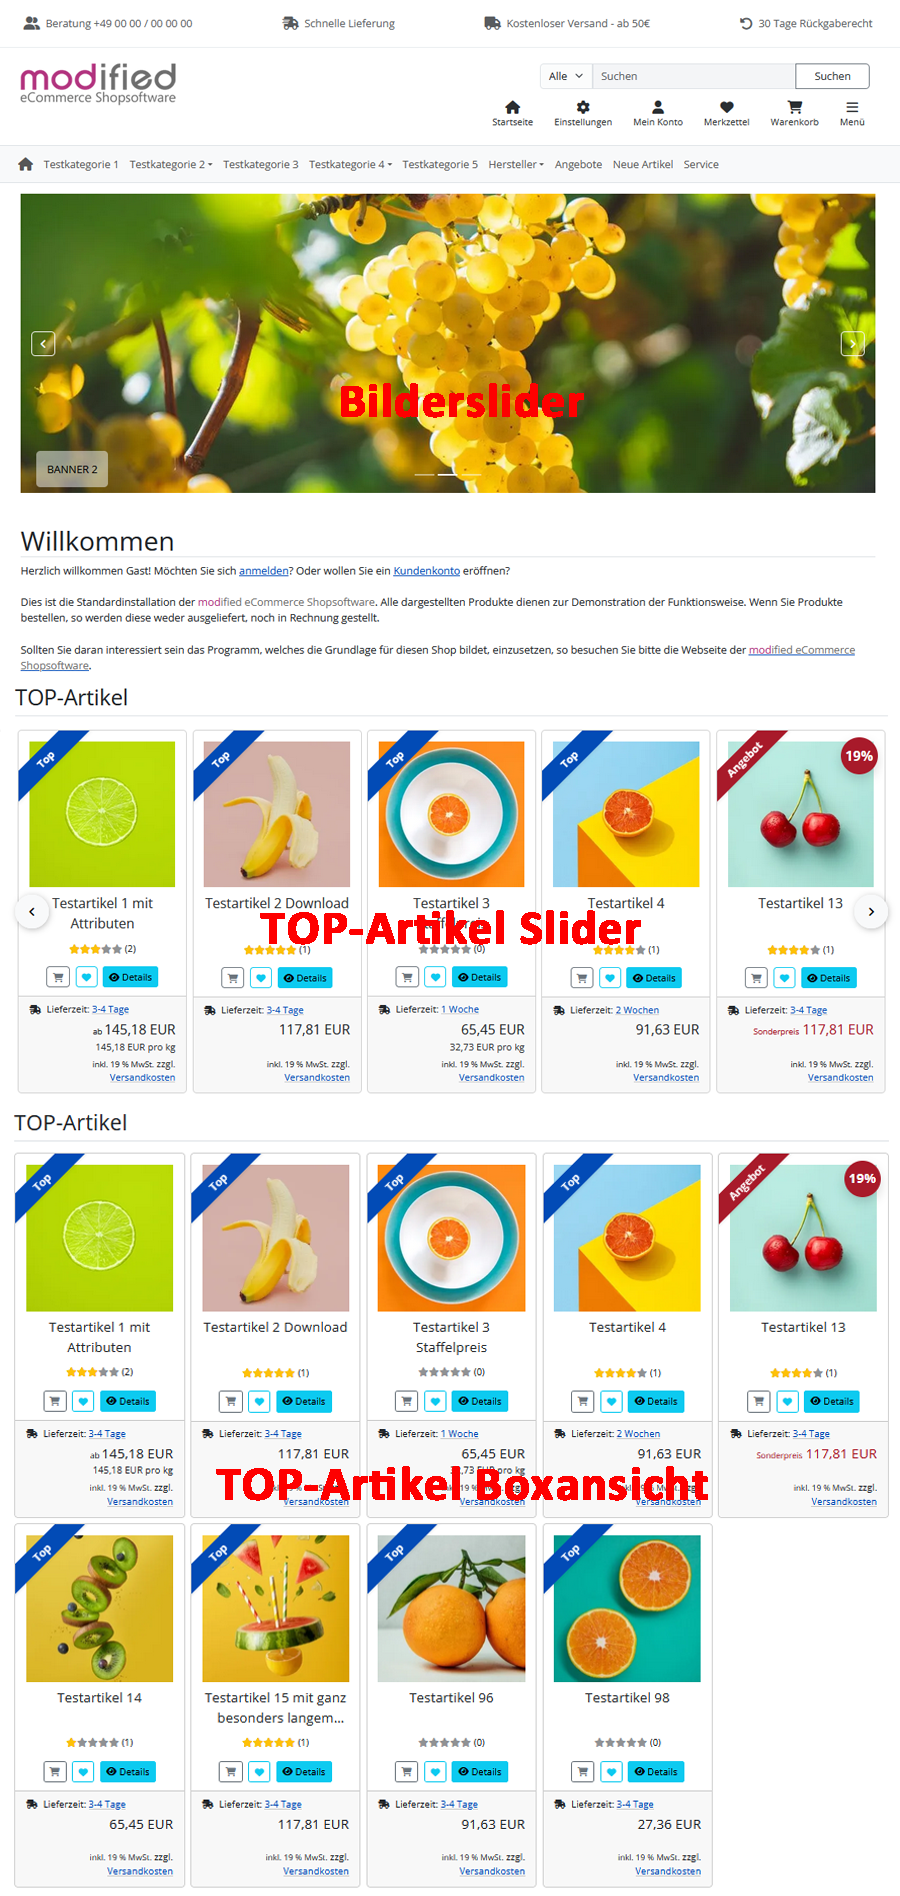 Beratung +49 00 00 / 00 00 00 Schnelle Lieferung Kostenloser Versand - ab 50€ 30 Tage Rückgaberecht
modified
eCommerce Shopsoftware
Alle Suchen Suchen
Startseite Einstellungen Mein Konto Merkzettel Warenkorb Menü
Testkategorie 1 Testkategorie 2 Testkategorie 3 Testkategorie 4 Testkategorie 5 Hersteller Angebote Neue Artikel Service
Bilderslider
BANNER 2
Willkommen
Herzlich willkommen Gast! Möchten Sie sich anmelden? Oder wollen Sie ein Kundenkonto eröffnen?
Dies ist die Standardinstallation der modified eCommerce Shopsoftware. Alle dargestellten Produkte dienen zur Demonstration der Funktionsweise. Wenn Sie Produkte
bestellen, so werden diese weder ausgeliefert, noch in Rechnung gestellt.
Sollten Sie daran interessiert sein das Programm, welches die Grundlage für diesen Shop bildet, einzusetzen, so besuchen Sie bitte die Webseite der modified eCommerce
Shopsoftware.
TOP-Artikel
Top Top Top Top Angebot 19%
Testartikel 1 mit Testartikel 2 Download Testartikel 3 Testartikel 4 Testartikel 13
Attributen
TOP-Artikel Slider
(2) (1) (0) (1) (1)
Details Details Details Details Details
Lieferzeit: 3-4 Tage Lieferzeit: 3-4 Tage Lieferzeit: 1 Woche Lieferzeit: 2 Wochen Lieferzeit: 3-4 Tage
ab 145,18 EUR 117,81 EUR 65,45 EUR 91,63 EUR Sonderpreis 117,81 EUR
145,18 EUR pro kg 32,73 EUR pro kg
inkl. 19 % MwSt. zzgl. inkl. 19 % MwSt. zzgl. inkl. 19 % MwSt. zzgl. inkl. 19 % MwSt. zzgl. inkl. 19 % MwSt. zzgl.
Versandkosten Versandkosten Versandkosten Versandkosten Versandkosten
TOP-Artikel
Top Top Top Top Angebot 19%
Testartikel 1 mit Testartikel 2 Download Testartikel 3 Testartikel 4 Testartikel 13
Attributen Staffelpreis
(2) (1) (0) (1) (1)
Details Details Details Details Details
Lieferzeit: 3-4 Tage Lieferzeit: 3-4 Tage Lieferzeit: 1 Woche Lieferzeit: 2 Wochen Lieferzeit: 3-4 Tage
ab 145,18 EUR 117,81 EUR 65,45 EUR 91,63 EUR Sonderpreis 117,81 EUR
145,18 EUR pro kg pro kg
TOP-Artikel Boxansicht
inkl. 19 % MwSt. zzgl. inkl. 19 % MwSt. zzgl.
Versandkosten Versandkosten Versandkosten Versandkosten Versandkosten
Top Top Top Top
Testartikel 14 Testartikel 15 mit ganz Testartikel 96 Testartikel 98
besonders langem...
(1) (1) (0) (0)
Details Details Details Details
Lieferzeit: 3-4 Tage Lieferzeit: 3-4 Tage Lieferzeit: 3-4 Tage Lieferzeit: 3-4 Tage
65,45 EUR 117,81 EUR 91,63 EUR 27,36 EUR
inkl. 19 % MwSt. zzgl. inkl. 19 % MwSt. zzgl. inkl. 19 % MwSt. zzgl. inkl. 19 % MwSt. zzgl.
Versandkosten Versandkosten Versandkosten Versandkosten